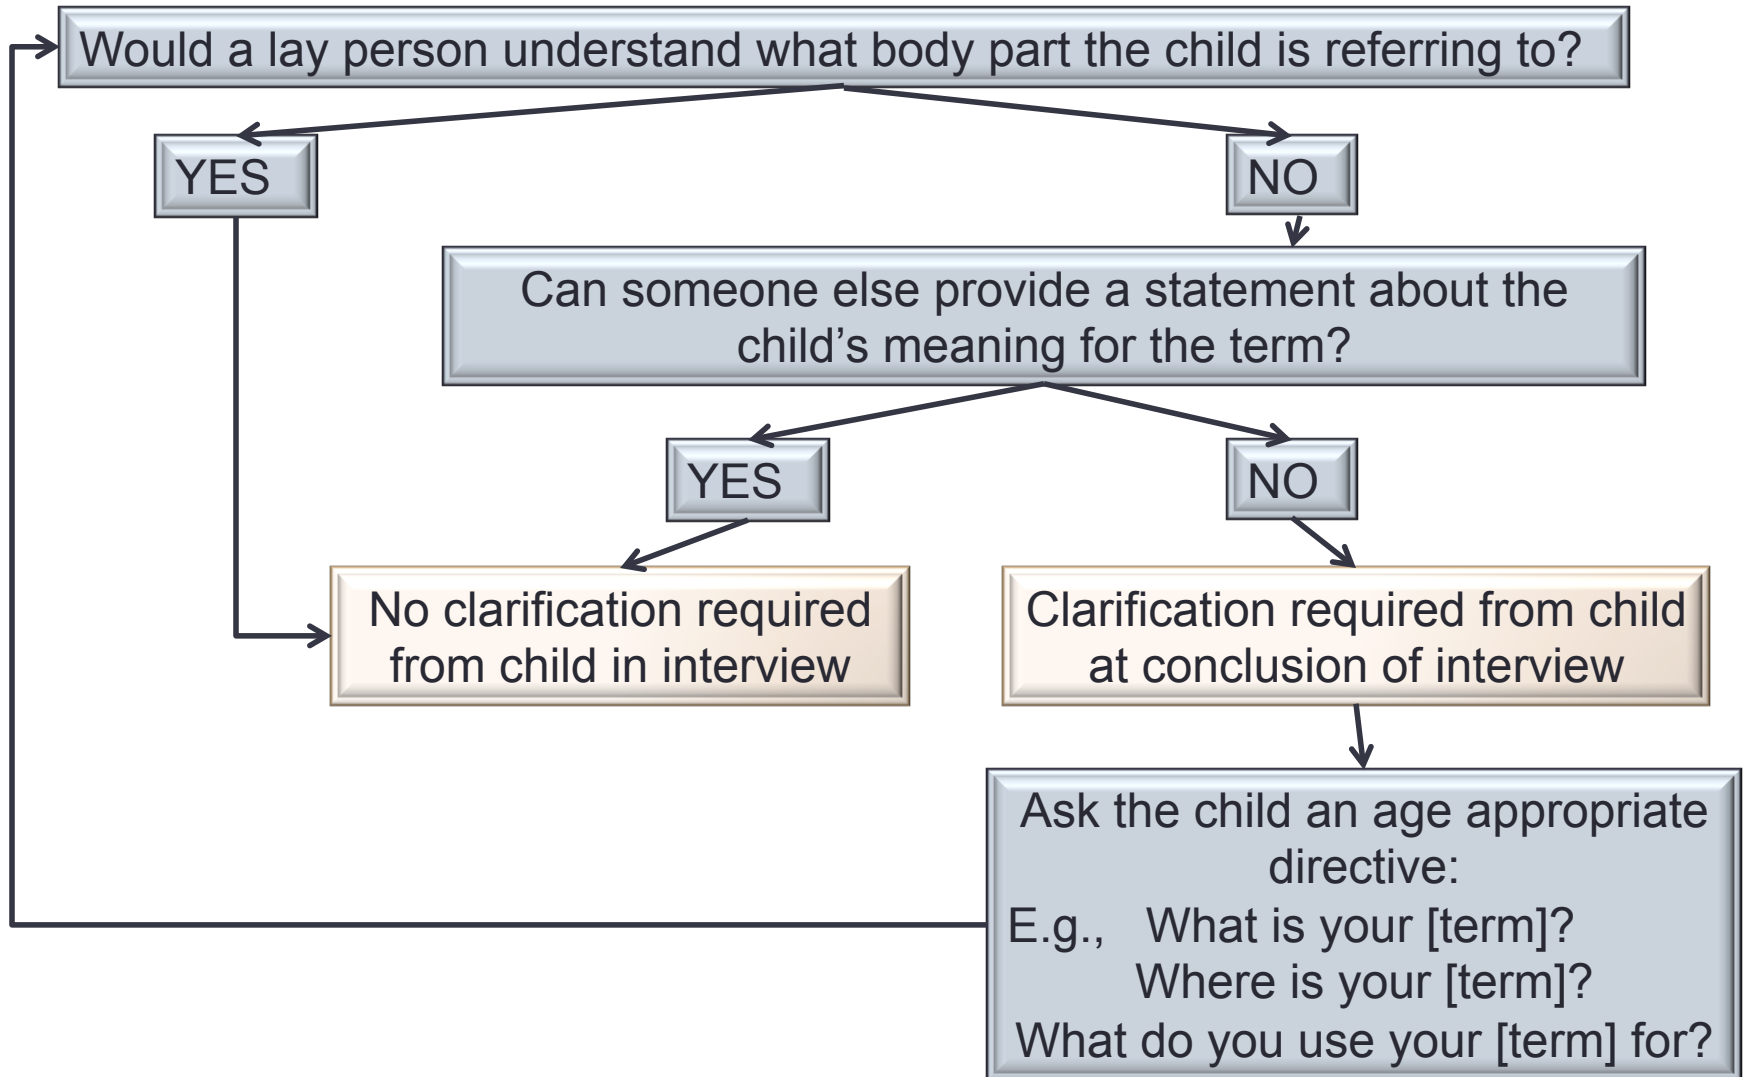 Would a lay person understand what body part the child is referring to?
YES
NO
Can someone else provide a statement about the
child’s meaning for the term?
YES
NO
No clarification required
from child in interview
Clarification required from child
at conclusion of interview
Ask the child an age appropriate
directive:
E.g., What is your [term]?
Where is your [term]?
What do you use your [term] for?